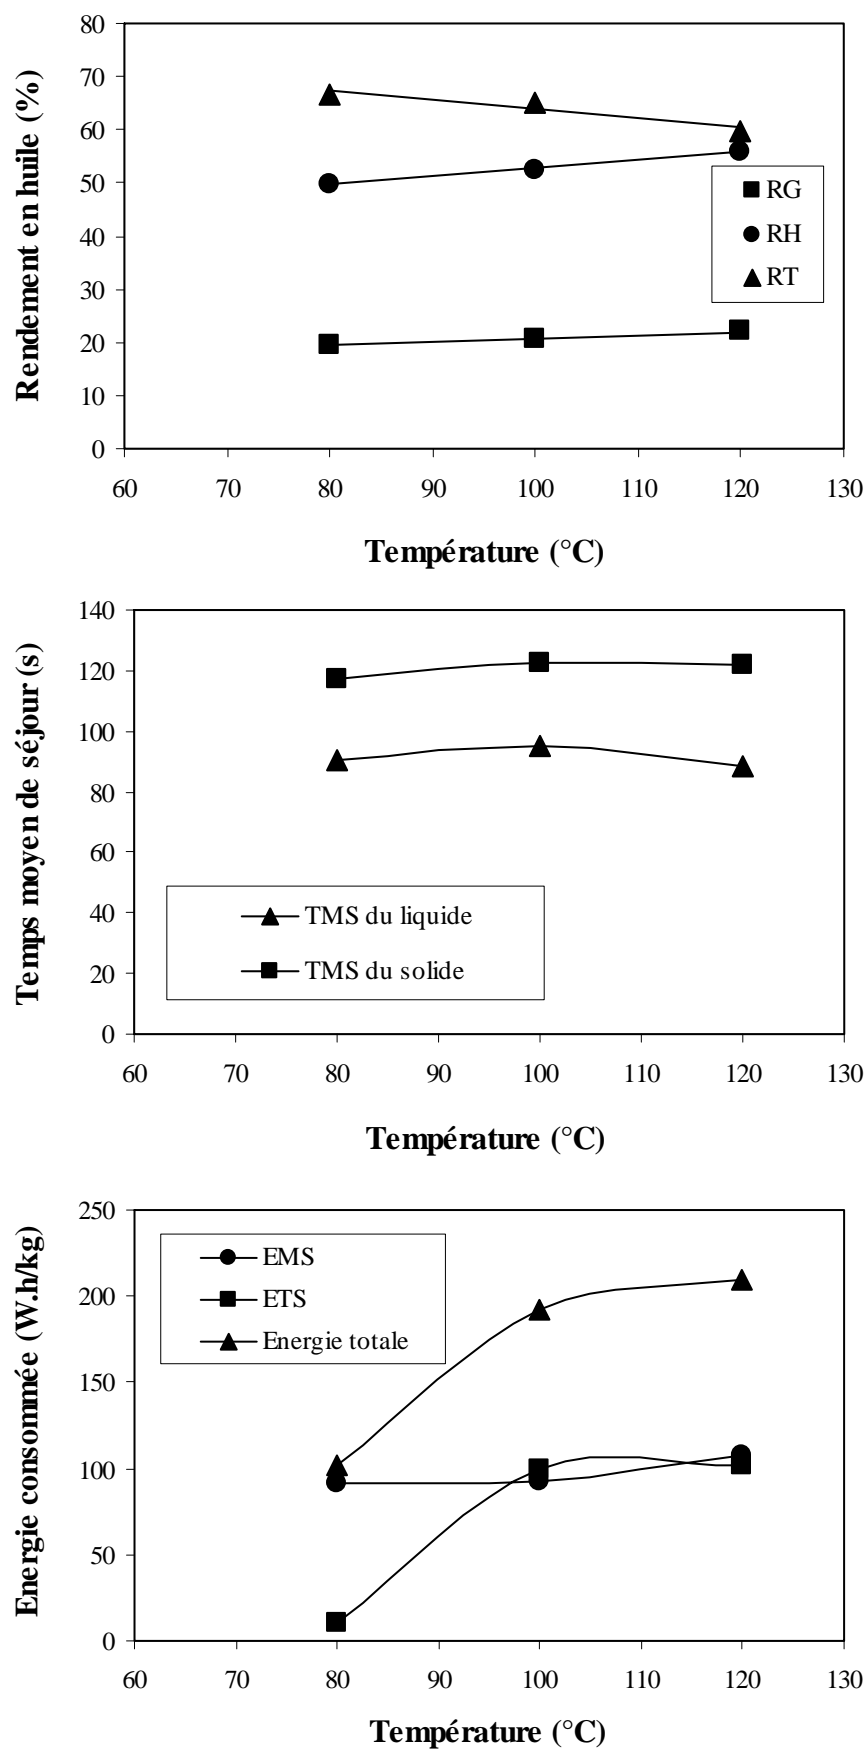 Rendement en huile (%)
80
70
60
50
40
30
20
10
0
RG
RH
RT
60 70 80 90 100 110 120 130
Température (°C)
Temps moyen de séjour (s)
140
120
100
80
60
40
20
0
TMS du liquide
TMS du solide
60 70 80 90 100 110 120 130
Température (°C)
Energie consommée (W.h/kg)
250
200
150
100
50
0
EMS
ETS
Energie totale
60 70 80 90 100 110 120 130
Température (°C)